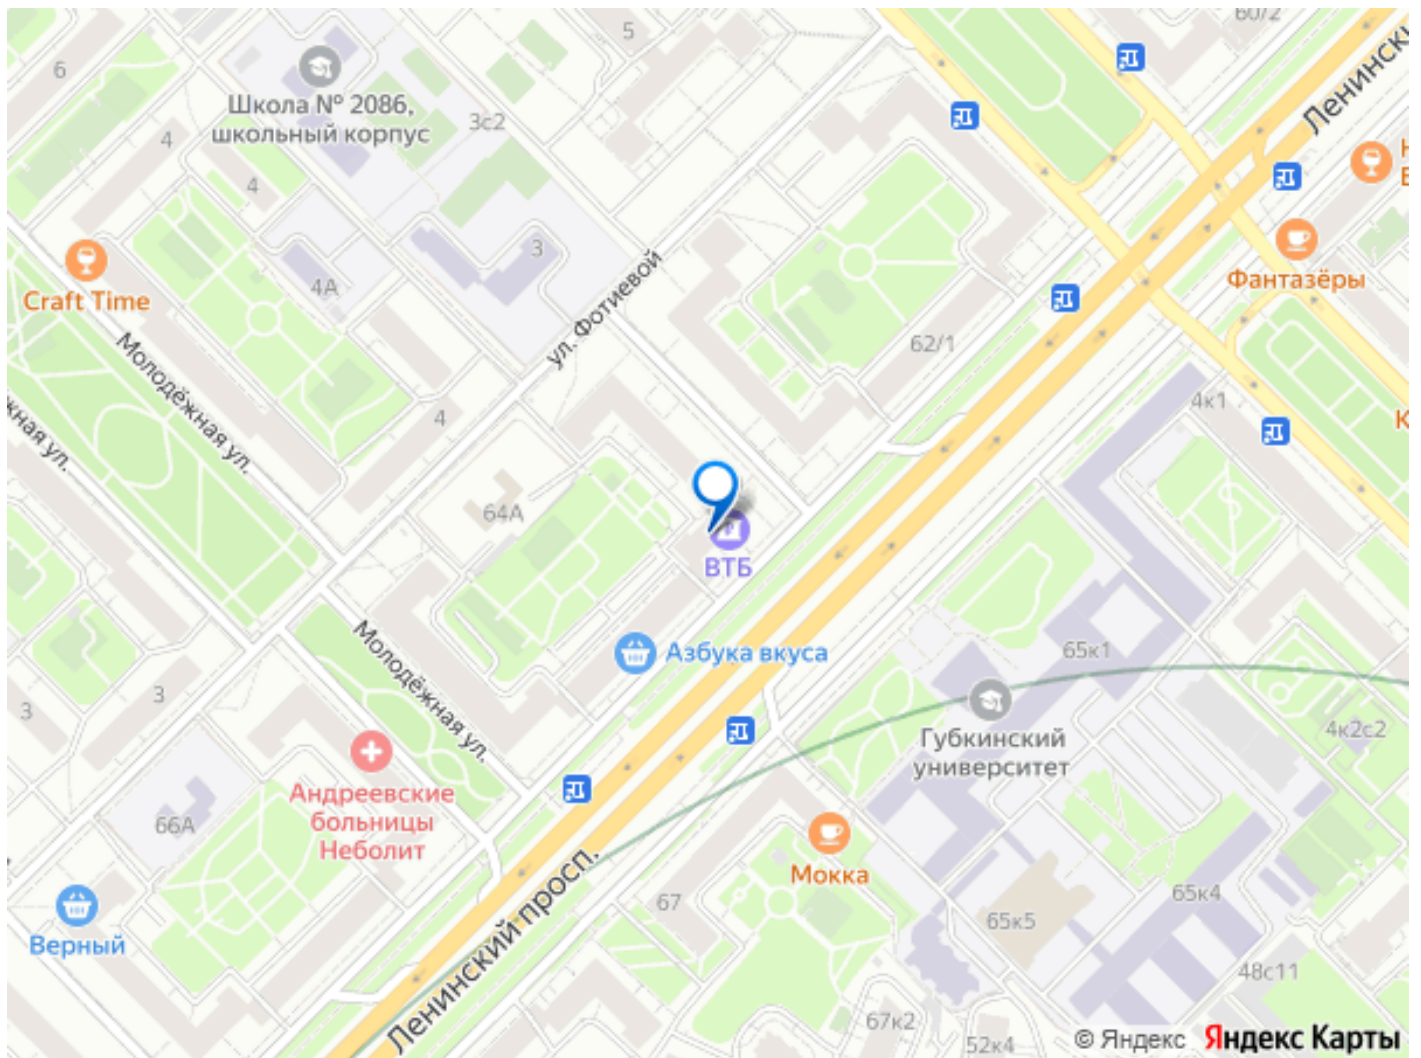 60/2
5
6
Ленински
Школа № 2086,
школьный корпус
3с2
4
4
3
4А
Craft Time
Фантазёры
ул. Фотиевой
62/1
Молодёжная ул.
4к1
4
жная ул.
64А
ВТБ
Азбука вкуса
65к1
3
3
Молодёжная ул.
4к2с2
Губкинский
университет
Андреевские
больницы
Неболит
66А
Мокка
67
65к4
65к5
Верный
Ленинский просп.
48с11
67к2
52к4
© Яндекс Яндекс Карты